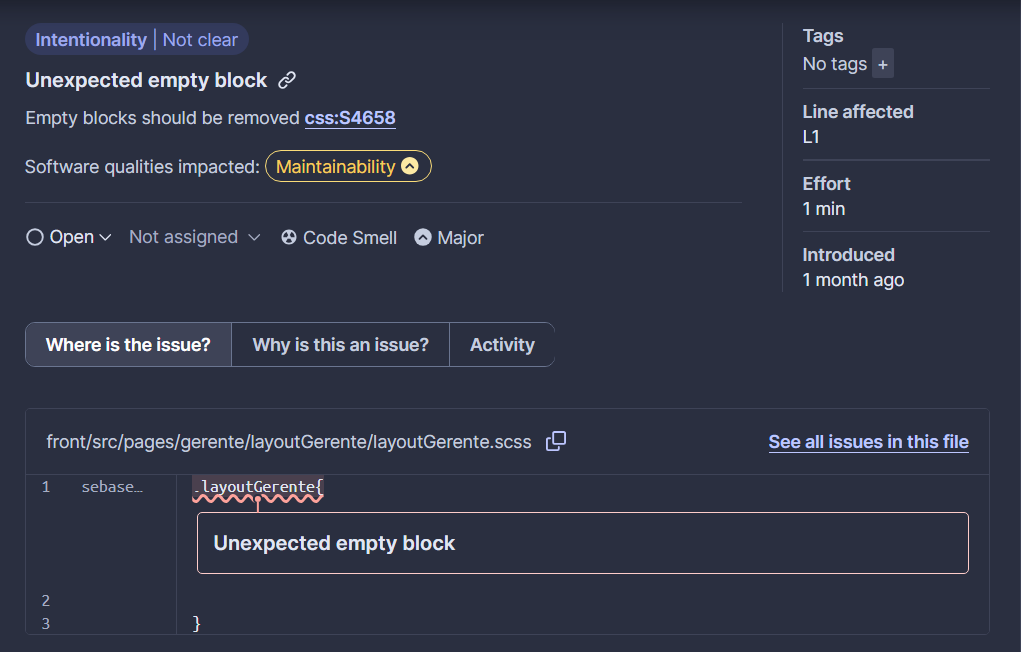 Intentionality | Not clear
Unexpected empty block
Empty blocks should be removed css:S4658
Software qualities impacted: Maintainability
Open Not assigned Code Smell Major
Tags
No tags +
Line affected
L1
Effort
1 min
Introduced
1 month ago
Where is the issue? Why is this an issue? Activity
front/src/pages/gerente/layoutGerente/layoutGerente.scss See all issues in this file
1 sebase… .layoutGerente{
Unexpected empty block
2
3 }